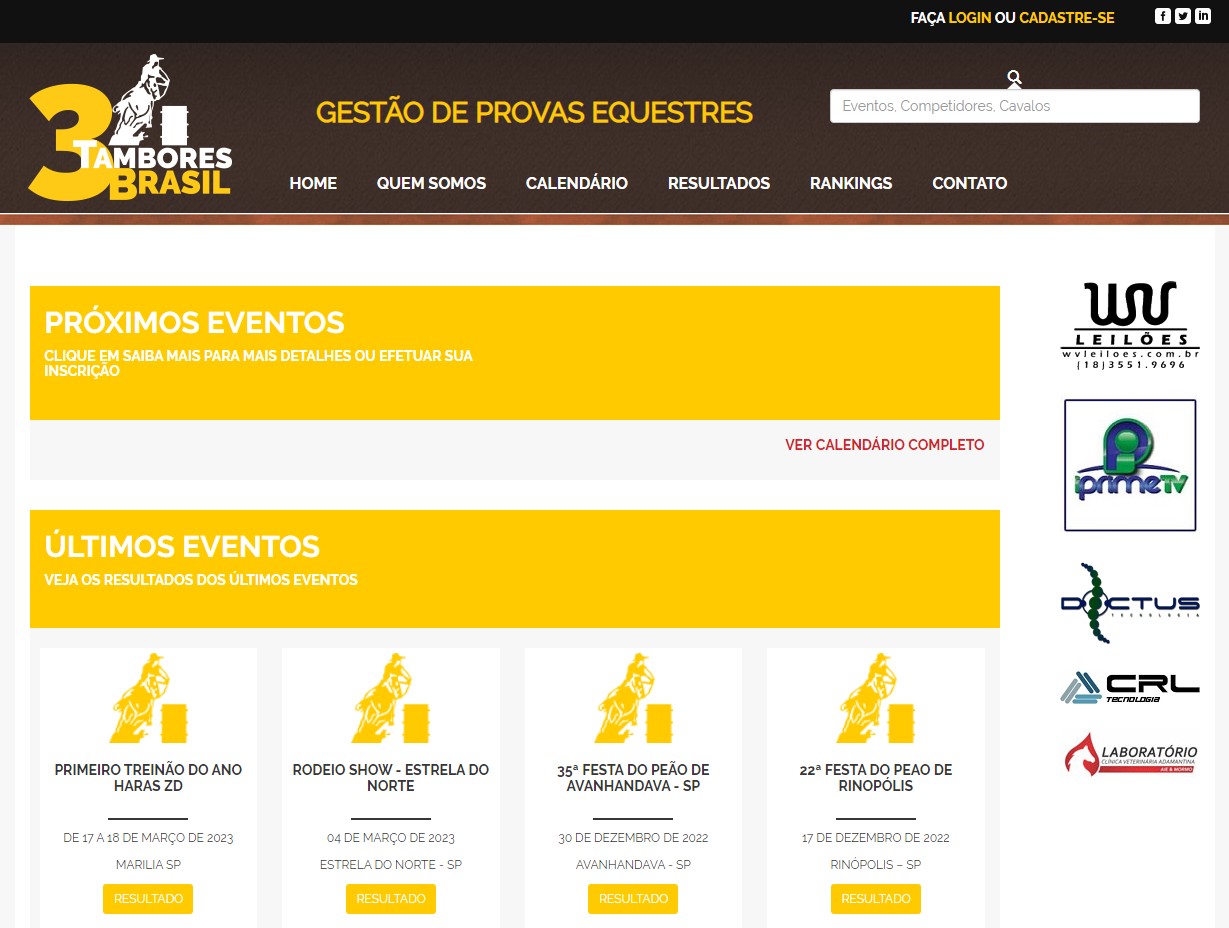 FAÇA LOGIN OU CADASTRE-SE
3
TAMBORES
BRASIL
GESTÃO DE PROVAS EQUESTRES
Eventos, Competidores, Cavalos
HOME
QUEM SOMOS
CALENDÁRIO
RESULTADOS
RANKINGS
CONTATO
PRÓXIMOS EVENTOS
CLIQUE EM SAIBA MAIS PARA MAIS DETALHES OU EFETUAR SUA
INSCRIÇÃO
VER CALENDÁRIO COMPLETO
ÚLTIMOS EVENTOS
VEJA OS RESULTADOS DOS ÚLTIMOS EVENTOS
PRIMEIRO TREINÃO DO ANO
HARAS ZD
DE 17 A 18 DE MARÇO DE 2023
MARILIA SP
RESULTADO
RODEIO SHOW - ESTRELA DO
NORTE
04 DE MARÇO DE 2023
ESTRELA DO NORTE - SP
RESULTADO
35ª FESTA DO PEÃO DE
AVANHANDAVA - SP
30 DE DEZEMBRO DE 2022
AVANHANDAVA - SP
RESULTADO
22ª FESTA DO PEAO DE
RINOPÓLIS
17 DE DEZEMBRO DE 2022
RINÓPOLIS – SP
RESULTADO
WV
LEILÕES
wvleiloes.com.br
(18)3551.9696
iprimeTV
DOCTUS
TECNOLOGIA
CRL
TECNOLOGIA
LABORATÓRIO
CLÍNICA VETERINÁRIA ADAMANTINA
AIE & MORMO